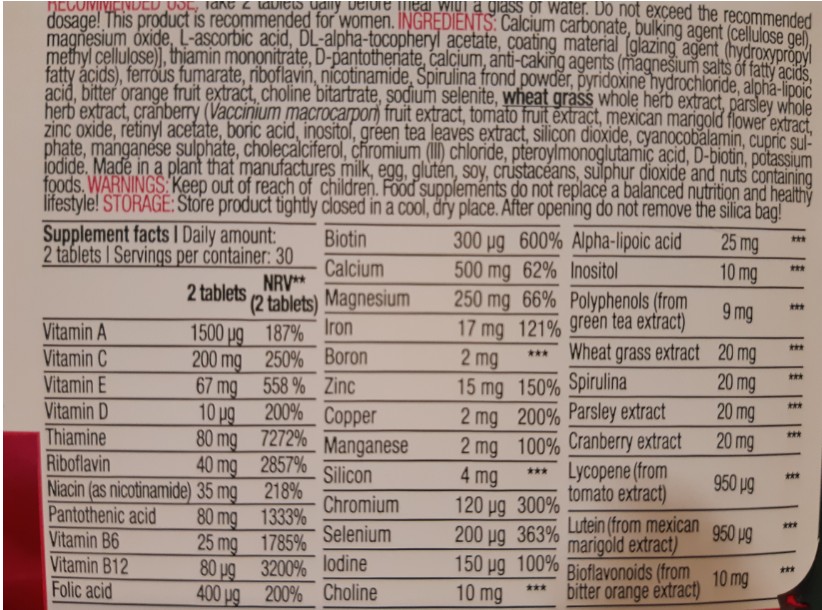 RECOMMENDED USE: Take 2 tablets daily before meal with a glass of water. Do not exceed the recommended
dosage! This product is recommended for women. INGREDIENTS: Calcium carbonate, bulking agent (cellulose gel),
magnesium oxide, L-ascorbic acid, DL-alpha-tocopheryl acetate, coating material [glazing agent (hydroxypropyl
methyl cellulose)], thiamin mononitrate, D-pantothenate, calcium, anti-caking agents (magnesium salts of fatty acids,
fatty acids), ferrous fumarate, riboflavin, nicotinamide, Spirulina frond powder, pyridoxine hydrochloride, alpha-lipoic
acid, bitter orange fruit extract, choline bitartrate, sodium selenite, wheat grass whole herb extract, parsley whole
herb extract, cranberry (Vaccinium macrocarpon) fruit extract, tomato fruit extract, mexican marigold flower extract,
zinc oxide, retinyl acetate, boric acid, inositol, green tea leaves extract, silicon dioxide, cyanocobalamin, cupric sul-
phate, manganese sulphate, cholecalciferol, chromium (III) chloride, pteroylmonoglutamic acid, D-biotin, potassium
iodide. Made in a plant that manufactures milk, egg, gluten, soy, crustaceans, sulphur dioxide and nuts containing
foods. WARNINGS: Keep out of reach of children. Food supplements do not replace a balanced nutrition and healthy
lifestyle! STORAGE: Store product tightly closed in a cool, dry place. After opening do not remove the silica bag!
Supplement facts | Daily amount:
2 tablets | Servings per container: 30
2 tablets NRV** (2 tablets)
Vitamin A 1500 µg 187%
Vitamin C 200 mg 250%
Vitamin E 67 mg 558 %
Vitamin D 10 µg 200%
Thiamine 80 mg 7272%
Riboflavin 40 mg 2857%
Niacin (as nicotinamide) 35 mg 218%
Pantothenic acid 80 mg 1333%
Vitamin B6 25 mg 1785%
Vitamin B12 80 µg 3200%
Folic acid 400 µg 200%
Biotin 300 µg 600%
Calcium 500 mg 62%
Magnesium 250 mg 66%
Iron 17 mg 121%
Boron 2 mg ***
Zinc 15 mg 150%
Copper 2 mg 200%
Manganese 2 mg 100%
Silicon 4 mg ***
Chromium 120 µg 300%
Selenium 200 µg 363%
Iodine 150 µg 100%
Choline 10 mg ***
Alpha-lipoic acid 25 mg ***
Inositol 10 mg ***
Polyphenols (from
green tea extract) 9 mg ***
Wheat grass extract 20 mg ***
Spirulina 20 mg ***
Parsley extract 20 mg ***
Cranberry extract 20 mg ***
Lycopene (from
tomato extract) 950 µg ***
Lutein (from mexican
marigold extract) 950 µg ***
Bioflavonoids (from
bitter orange extract) 10 mg ***